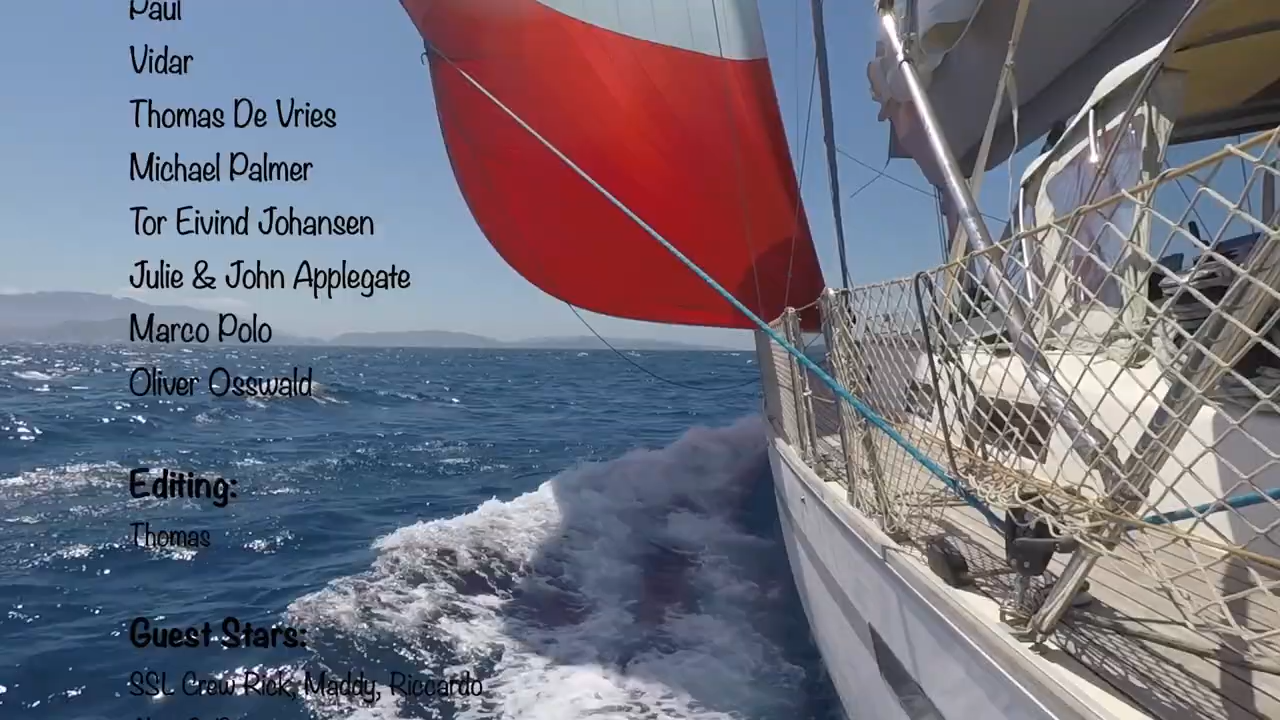 Paul
Vidar
Thomas De Vries
Michael Palmer
Tor Eivind Johansen
Julie & John Applegate
Marco Polo
Oliver Osswald
Editing:
Thomas
Guest Stars:
SSL Crew Rick, Maddy, Riccardo